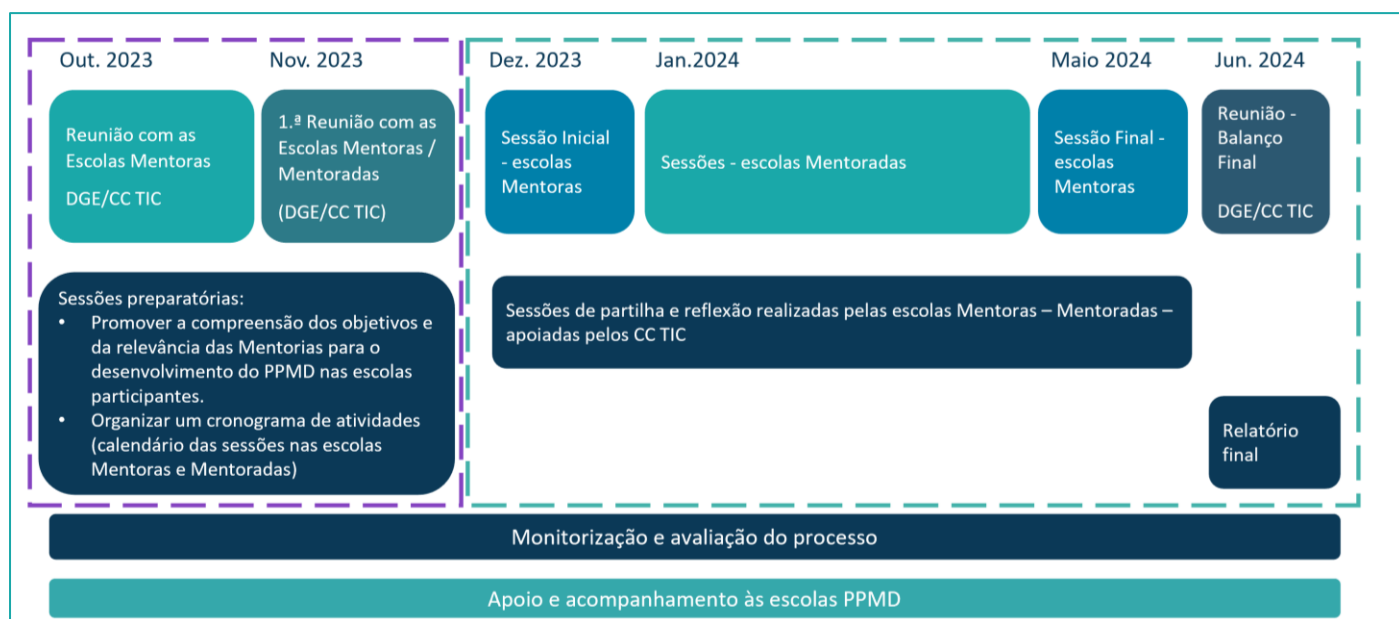 Out. 2023
Nov. 2023
Dez. 2023
Jan.2024
Maio 2024
Jun. 2024
Reunião com as
Escolas Mentoras
DGE/CC TIC
1.ª Reunião com as
Escolas Mentoras /
Mentoradas
(DGE/CC TIC)
Sessão Inicial
- escolas
Mentoras
Sessões - escolas Mentoradas
Sessão Final -
escolas
Mentoras
Reunião -
Balanço
Final
DGE/CC TIC
Sessões preparatórias:
• Promover a compreensão dos objetivos e
da relevância das Mentorias para o
desenvolvimento do PPMD nas escolas
participantes.
• Organizar um cronograma de atividades
(calendário das sessões nas escolas
Mentoras e Mentoradas)
Sessões de partilha e reflexão realizadas pelas escolas Mentoras – Mentoradas –
apoiadas pelos CC TIC
Relatório
final
Monitorização e avaliação do processo
Apoio e acompanhamento às escolas PPMD